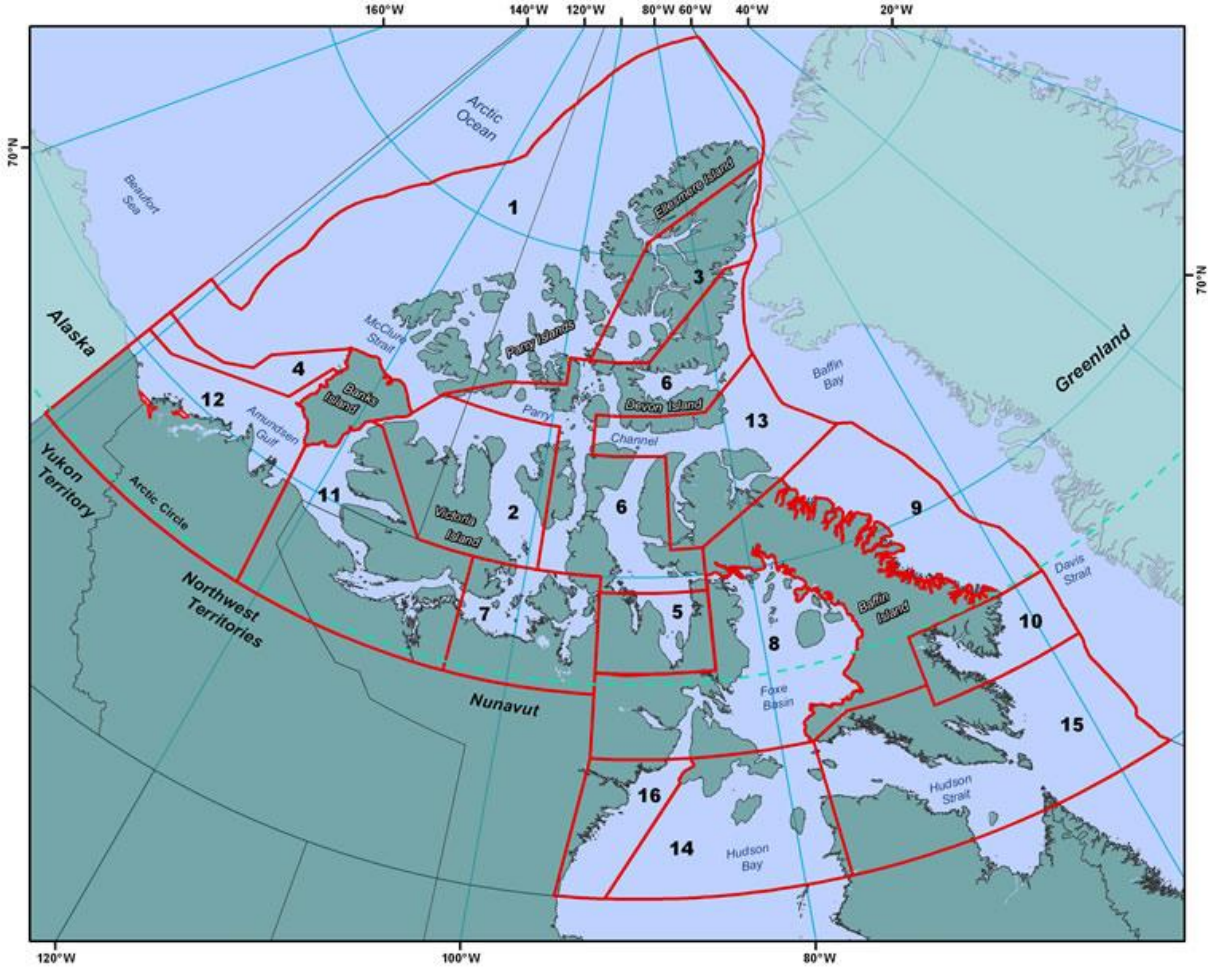 160°W
140°W
120°W
0
80°W
60°W
40°W
20°W
70°N
Arctic
Ocean
Beaufort
Sea
1
Ellesmere Island
3
70°N
Alaska
McClure
Strait
Parry Islands
Baffin
Bay
Greenland
4
Banks
Island
6
Devon Island
12
Amundsen
Gulf
Parry
Channel
13
Yukon
Territory
Arctic Circle
11
Victoria
Island
2
6
9
Davis
Strait
Northwest
Territories
7
5
8
Baffin
Island
10
Nunavut
Foxe
Basin
15
16
Hudson
Strait
14
Hudson
Bay
120°W
100°W
80°W